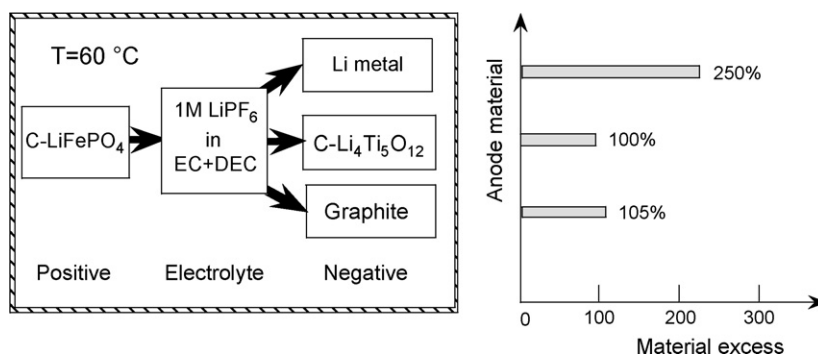 T=60 °C
Li metal
C-LiFePO₄
1M LiPF₆
in
EC+DEC
C-Li₄Ti₅O₁₂
Graphite
Positive Electrolyte Negative
Anode material
250%
100%
105%
0 100 200 300
Material excess